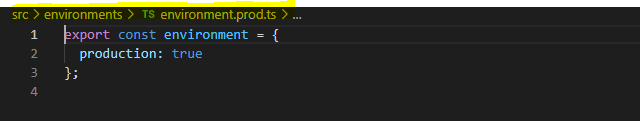 src > environments > TS environment.prod.ts > ...
1 export const environment = {
2 production: true
3 };
4